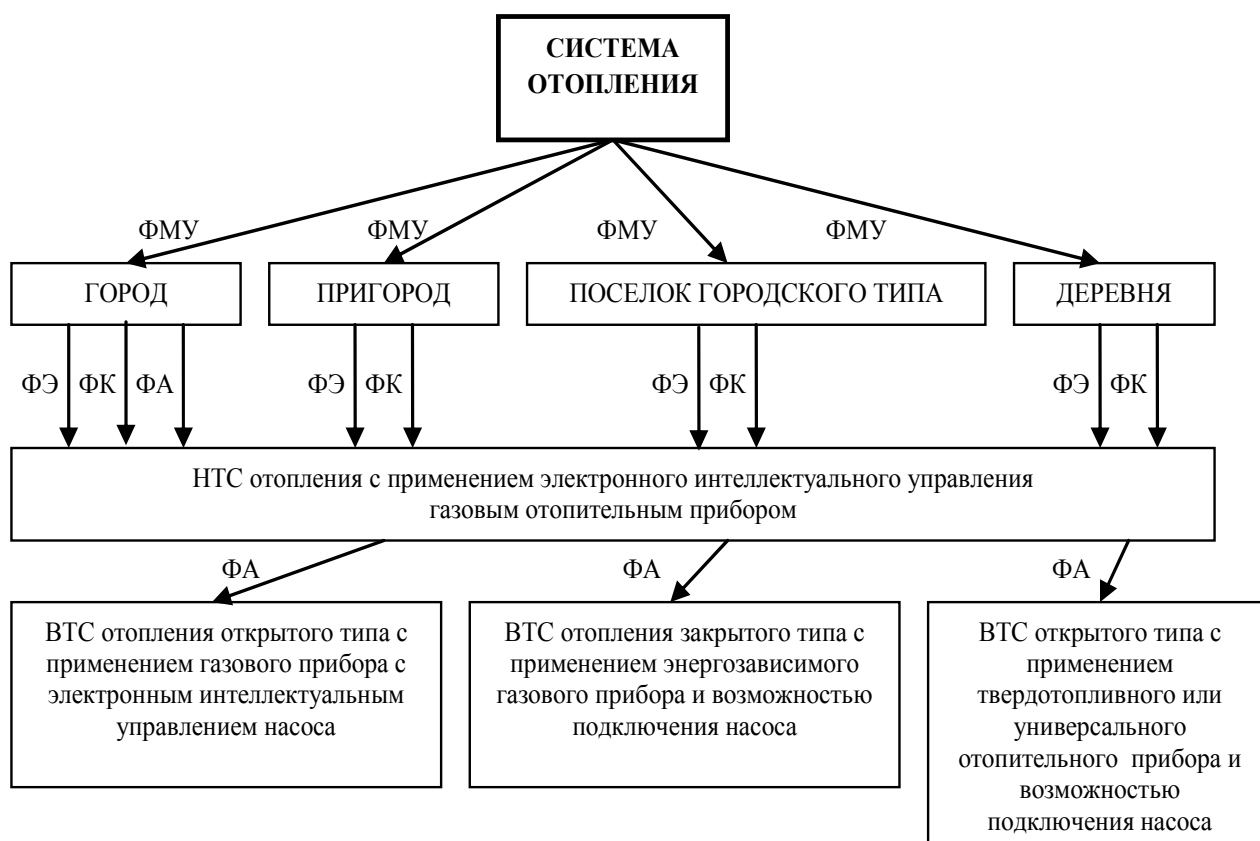 СИСТЕМА
ОТОПЛЕНИЯ
ФМУ
ФМУ
ФМУ
ФМУ
ГОРОД
ПРИГОРОД
ПОСЕЛОК ГОРОДСКОГО ТИПА
ДЕРЕВНЯ
ФЭ
ФК
ФА
ФЭ
ФК
ФЭ
ФК
ФЭ
ФК
НТС отопления с применением электронного интеллектуального управления
газовым отопительным прибором
ФА
ФА
ФА
ВТС отопления открытого типа с
применением газового прибора с
электронным интеллектуальным
управлением насоса
ВТС отопления закрытого типа с
применением энергозависимого
газового прибора и возможностью
подключения насоса
ВТС открытого типа с
применением
твердотопливного или
универсального
отопительного прибора и
возможностью
подключения насоса